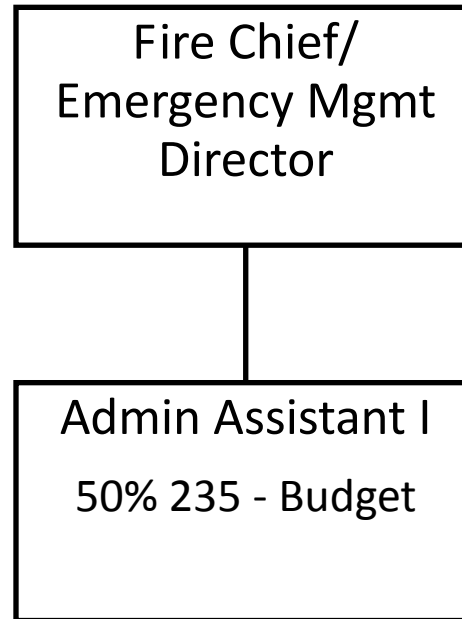 Fire Chief/
Emergency Mgmt
Director
Admin Assistant I
50% 235 - Budget